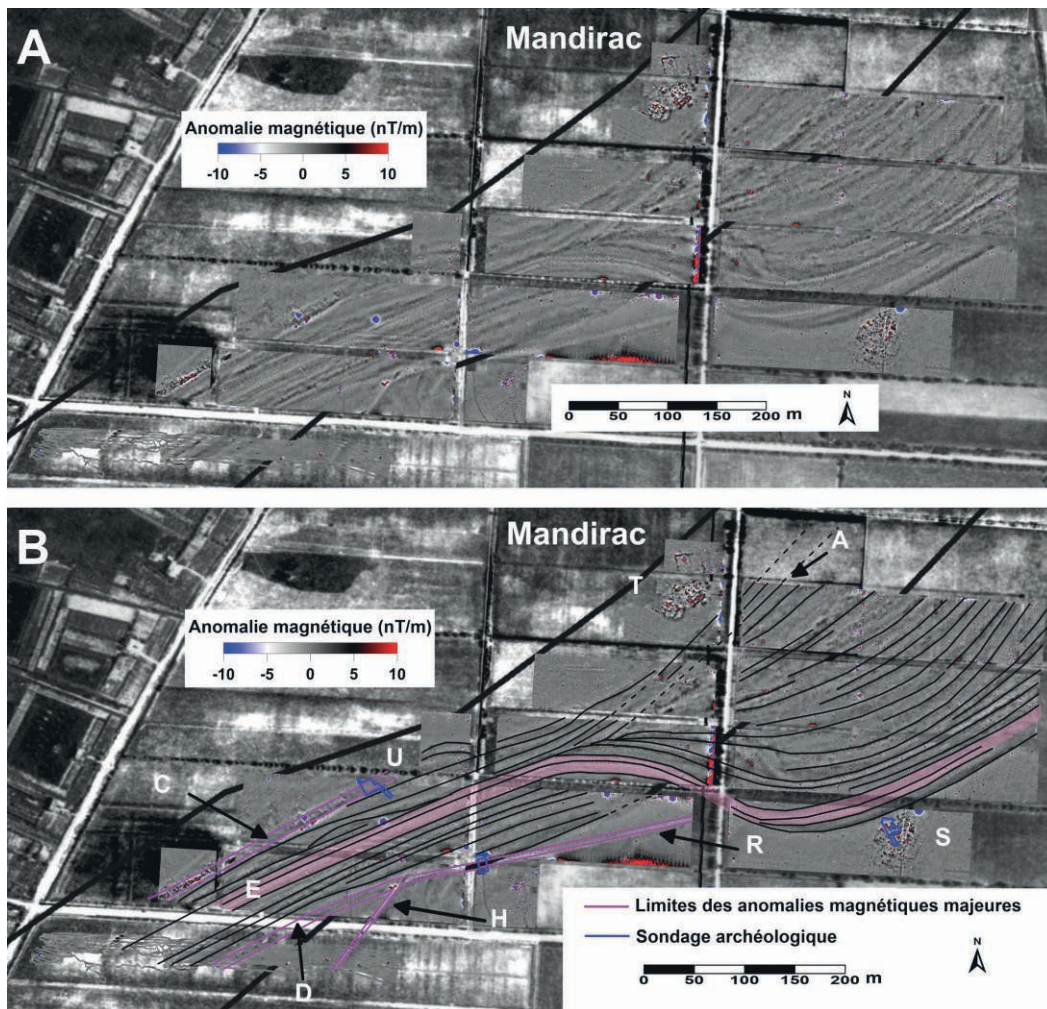 A
Mandirac
Anomalie magnétique (nT/m)
-10 -5 0 5 10
N
0 50 100 150 200 m
B
Mandirac
A
T
Anomalie magnétique (nT/m)
-10 -5 0 5 10
U
C
S
R
E
H
D
Limites des anomalies magnétiques majeures
Sondage archéologique
N
0 50 100 150 200 m